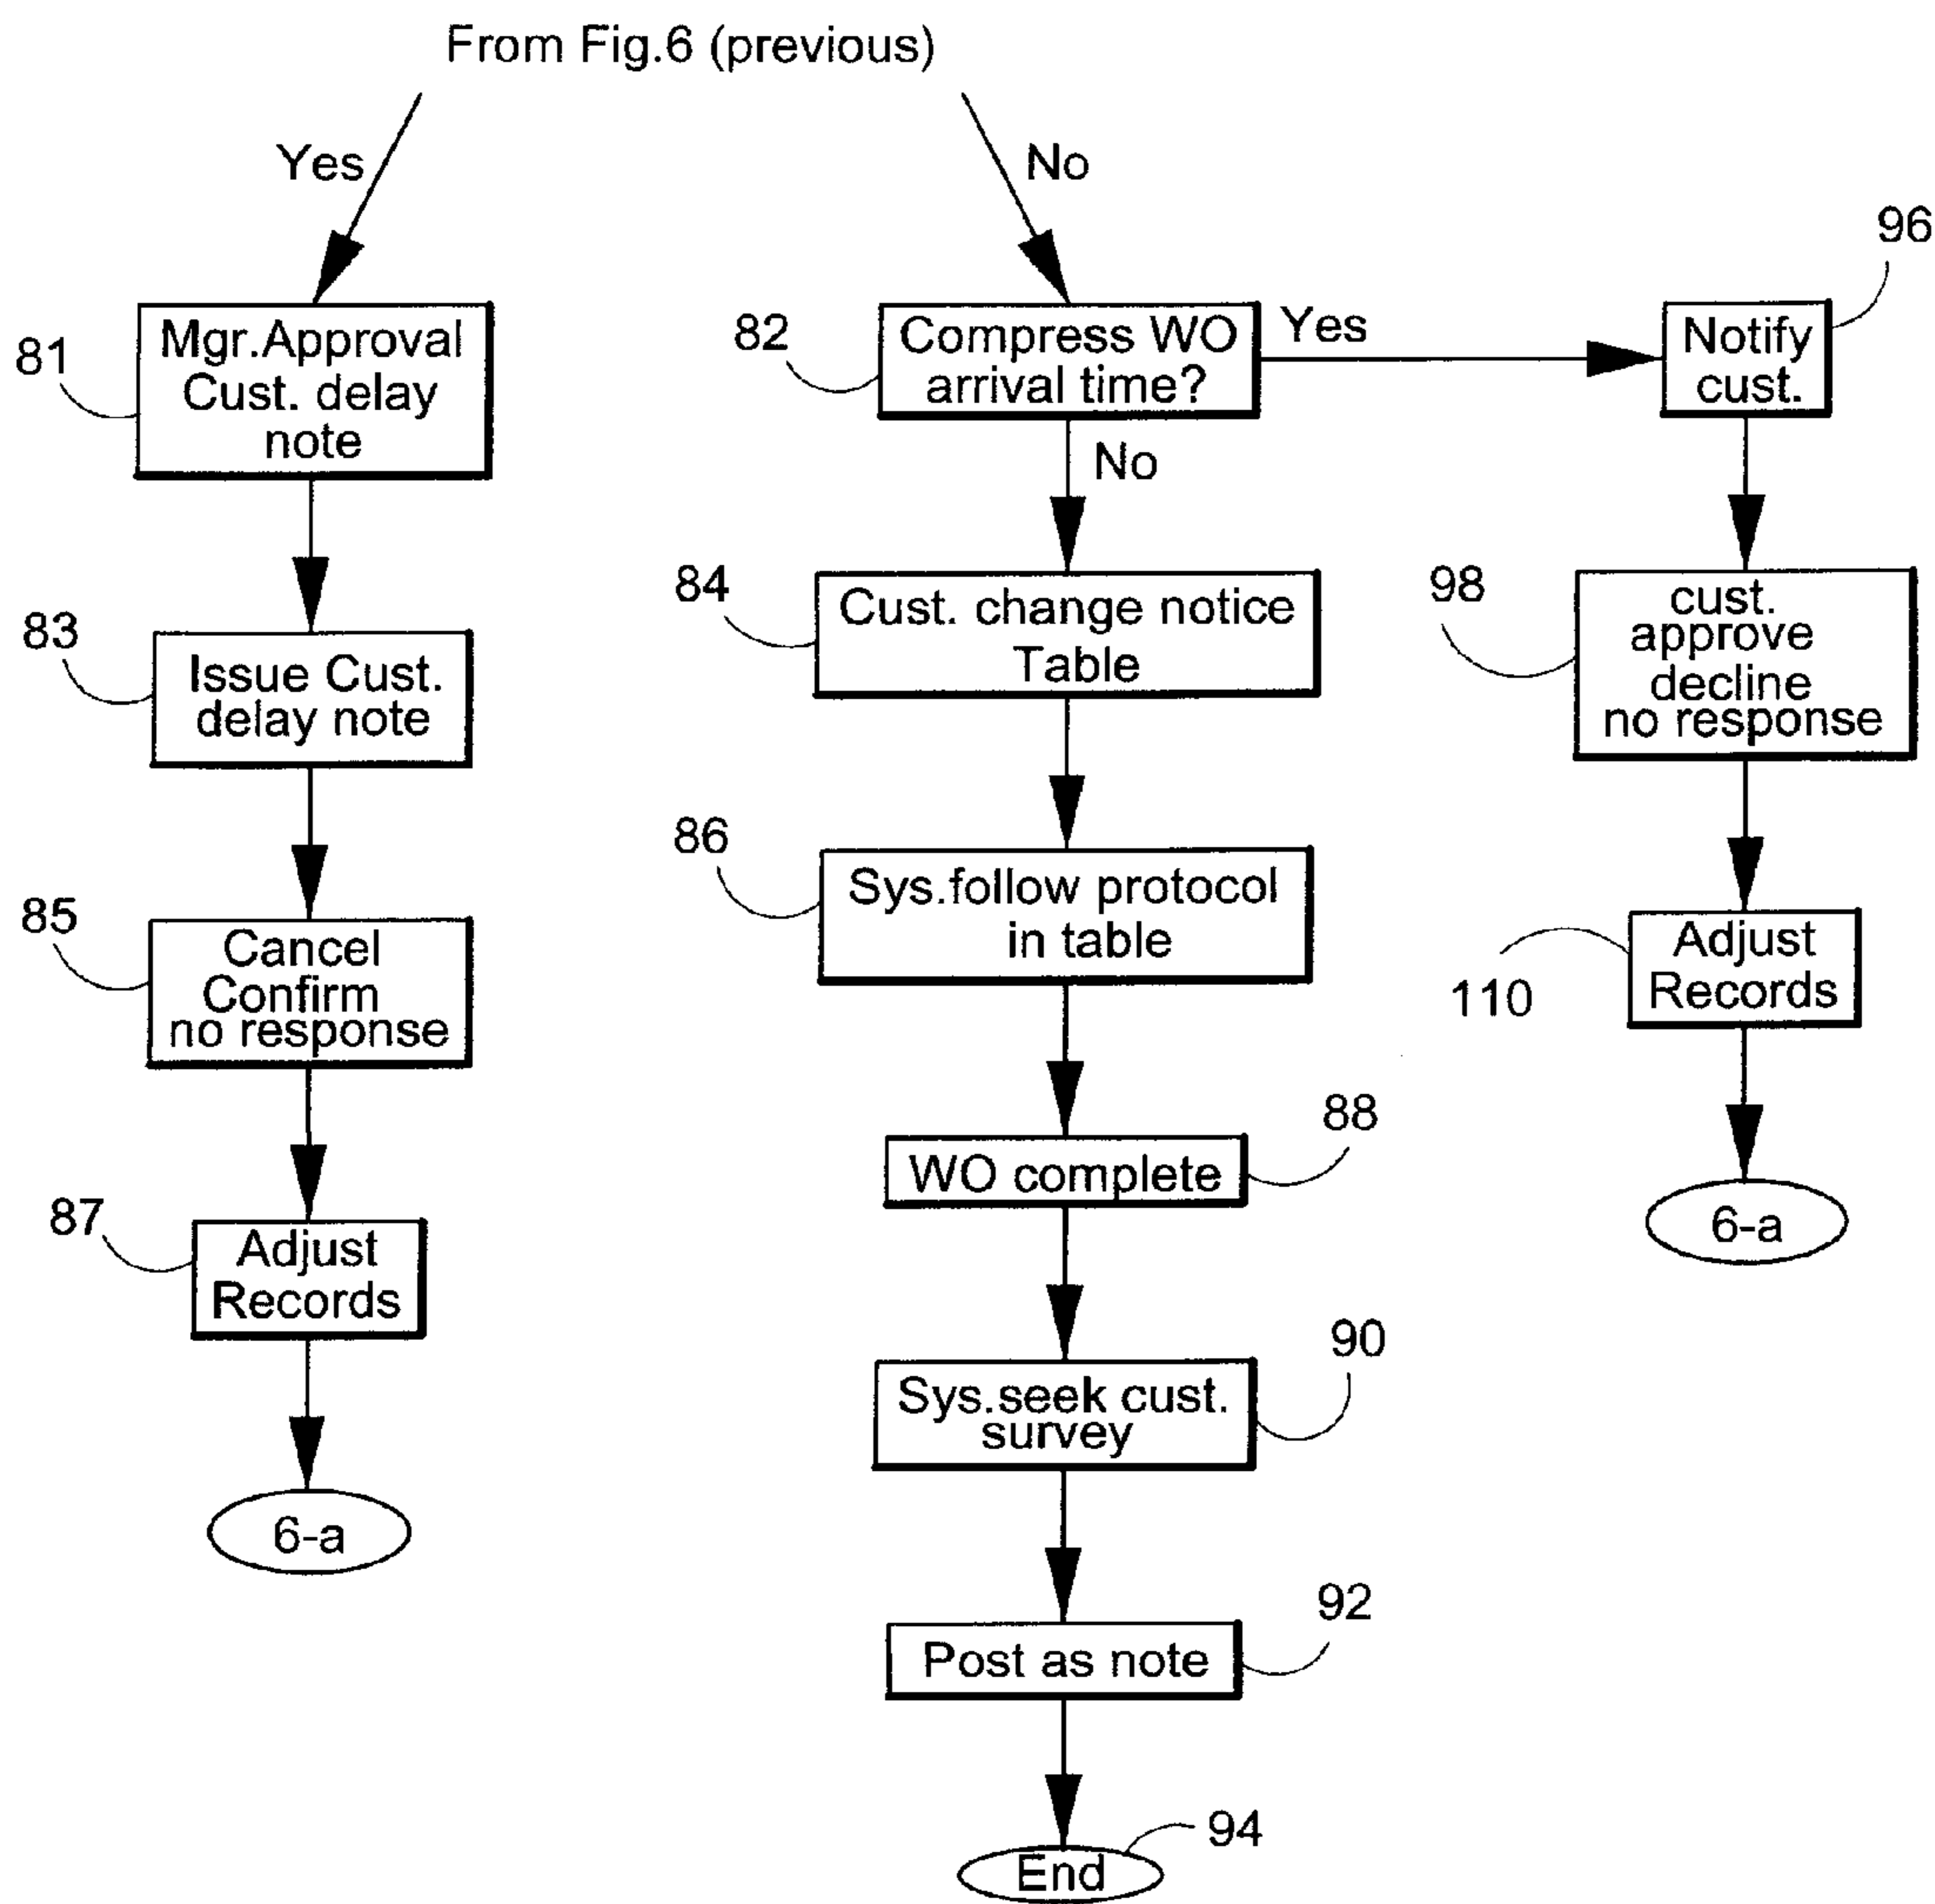 From Fig.6 (previous)
Yes
No
81
Mgr.Approval
Cust. delay
note
83
Issue Cust.
delay note
85
Cancel
Confirm
no response
87
Adjust
Records
6-a
82
Compress WO
arrival time?
Yes
No
84
Cust. change notice
Table
86
Sys.follow protocol
in table
88
WO complete
90
Sys.seek cust.
survey
92
Post as note
94
End
96
Notify
cust.
98
cust.
approve
decline
no response
110
Adjust
Records
6-a